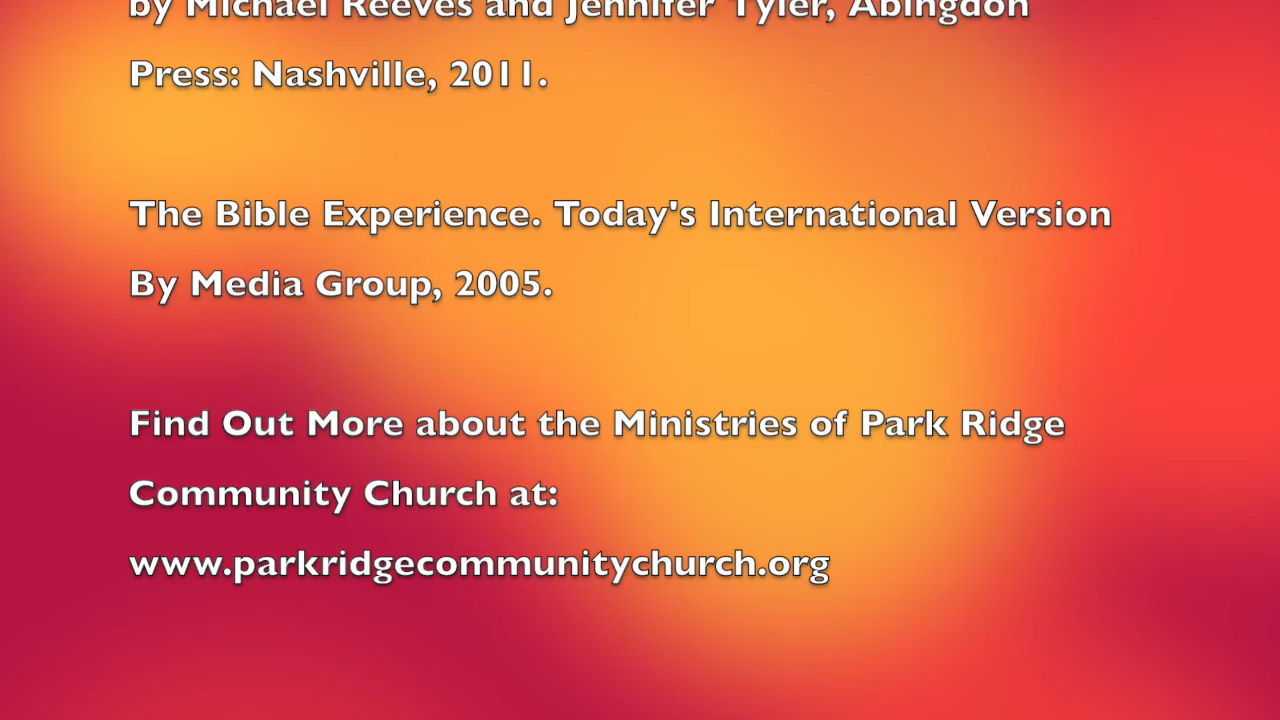 by Michael Reeves and Jennifer Tyler, Abingdon
Press: Nashville, 2011.
The Bible Experience. Today's International Version
By Media Group, 2005.
Find Out More about the Ministries of Park Ridge
Community Church at:
www.parkridgecommunitychurch.org